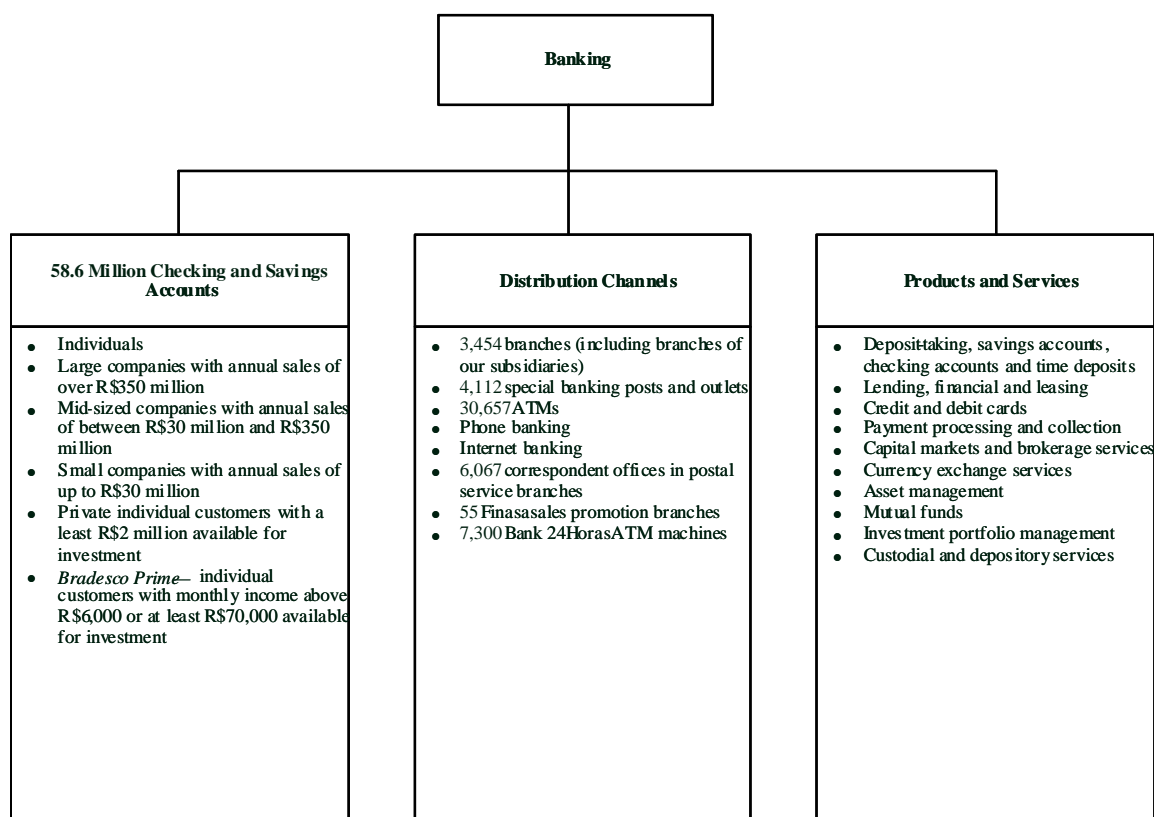 Banking
58.6 Million Checking and Savings
Accounts
• Individuals
• Large companies with annual sales of
over R$350 million
• Mid-sized companies with annual sales
of between R$30 million and R$350
million
• Small companies with annual sales of
up to R$30 million
• Private individual customers with a
least R$2 million available for
investment
• Bradesco Prime– individual
customers with monthly income above
R$6,000 or at least R$70,000 available
for investment
Distribution Channels
• 3,454 branches (including branches of
our subsidiaries)
• 4,112 special banking posts and outlets
• 30,657 ATMs
• Phone banking
• Internet banking
• 6,067 correspondent offices in postal
service branches
• 55 Finasasales promotion branches
• 7,300 Bank 24HorasATM machines
Products and Services
• Deposit-taking, savings accounts,
checking accounts and time deposits
• Lending, financial and leasing
• Credit and debit cards
• Payment processing and collection
• Capital markets and brokerage services
• Currency exchange services
• Asset management
• Mutual funds
• Investment portfolio management
• Custodial and depository services